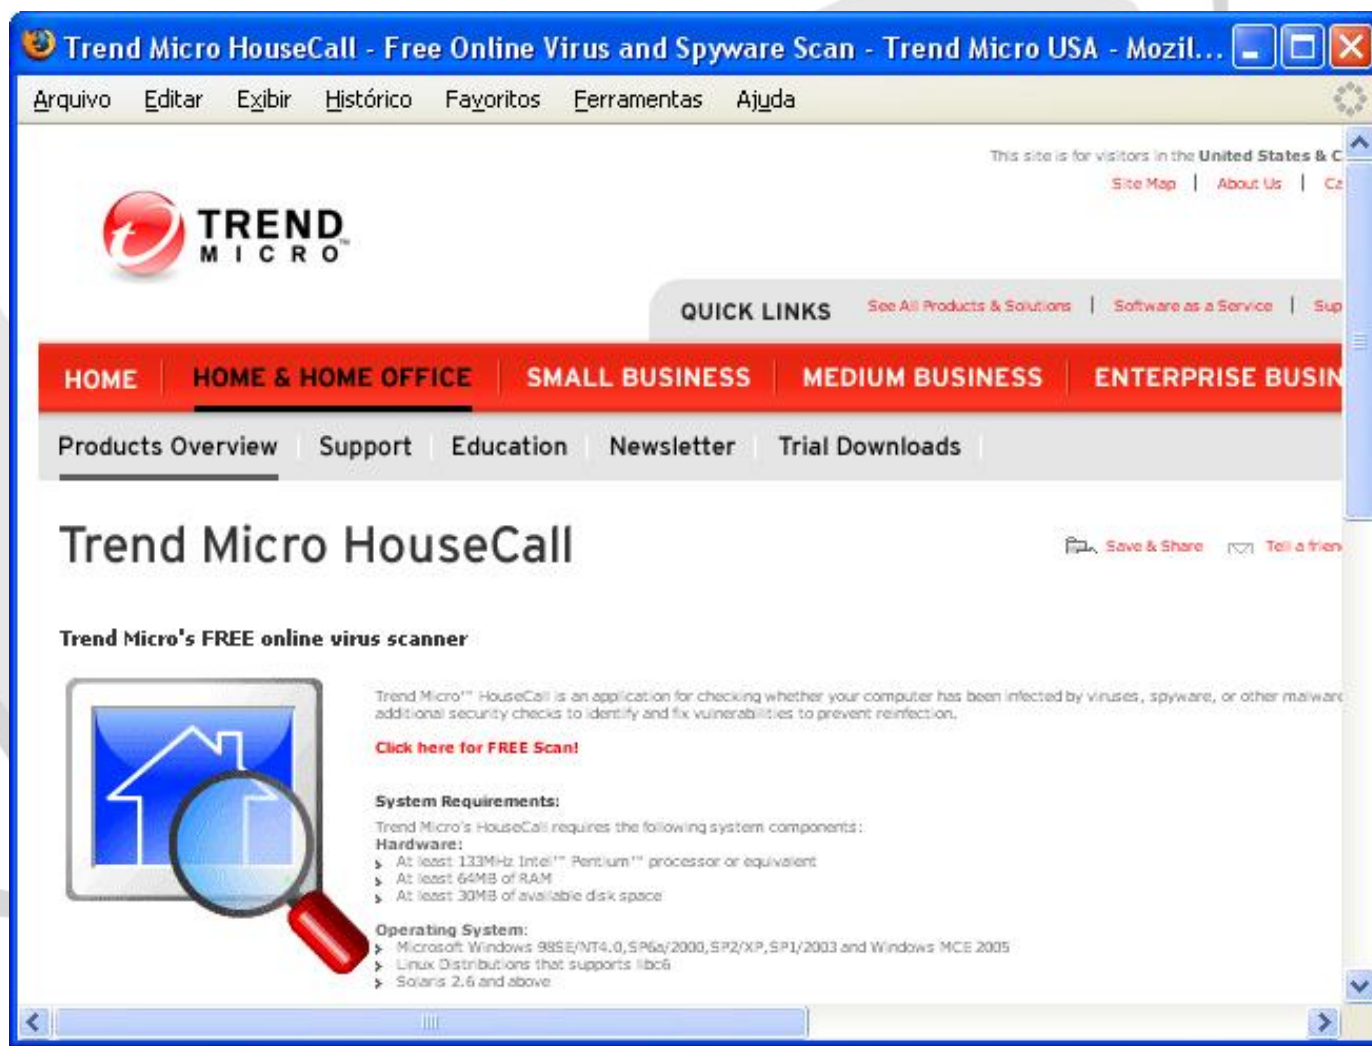 Trend Micro HouseCall - Free Online Virus and Spyware Scan - Trend Micro USA - Mozil...
Arquivo Editar Exibir Histórico Favoritos Ferramentas Ajuda
This site is for visitors in the United States & C
Site Map | About Us | Ca
TREND
MICRO™
QUICK LINKS See All Products & Solutions | Software as a Service | Sup
HOME HOME & HOME OFFICE SMALL BUSINESS MEDIUM BUSINESS ENTERPRISE BUSIN
Products Overview Support Education Newsletter Trial Downloads
Trend Micro HouseCall
Save & Share Tell a frien
Trend Micro's FREE online virus scanner
Trend Micro™ HouseCall is an application for checking whether your computer has been infected by viruses, spyware, or other malware
additional security checks to identify and fix vulnerabilities to prevent reinfection.
Click here for FREE Scan!
System Requirements:
Trend Micro's HouseCall requires the following system components:
Hardware:
At least 133MHz Intel™ Pentium™ processor or equivalent
At least 64MB of RAM
At least 30MB of available disk space
Operating System:
Microsoft Windows 98SE/NT4.0,SP6a/2000,SP2/XP,SP1/2003 and Windows MCE 2005
Linux Distributions that supports libc6
Solaris 2.6 and above